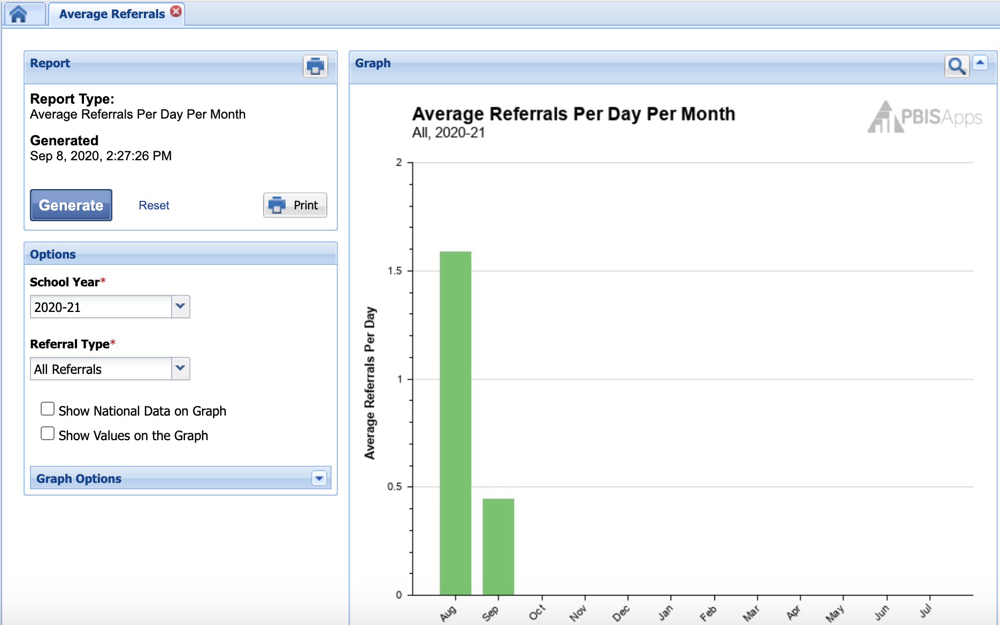 Average Referrals
Report
Report Type:
Average Referrals Per Day Per Month
Generated
Sep 8, 2020, 2:27:26 PM
Generate
Reset
Print
Options
School Year*
2020-21
Referral Type*
All Referrals
Show National Data on Graph
Show Values on the Graph
Graph Options
Graph
Average Referrals Per Day Per Month
All, 2020-21
PBISApps
Average Referrals Per Day
2
1.5
1
0.5
0
Aug Sep Oct Nov Dec Jan Feb Mar Apr May Jun Jul